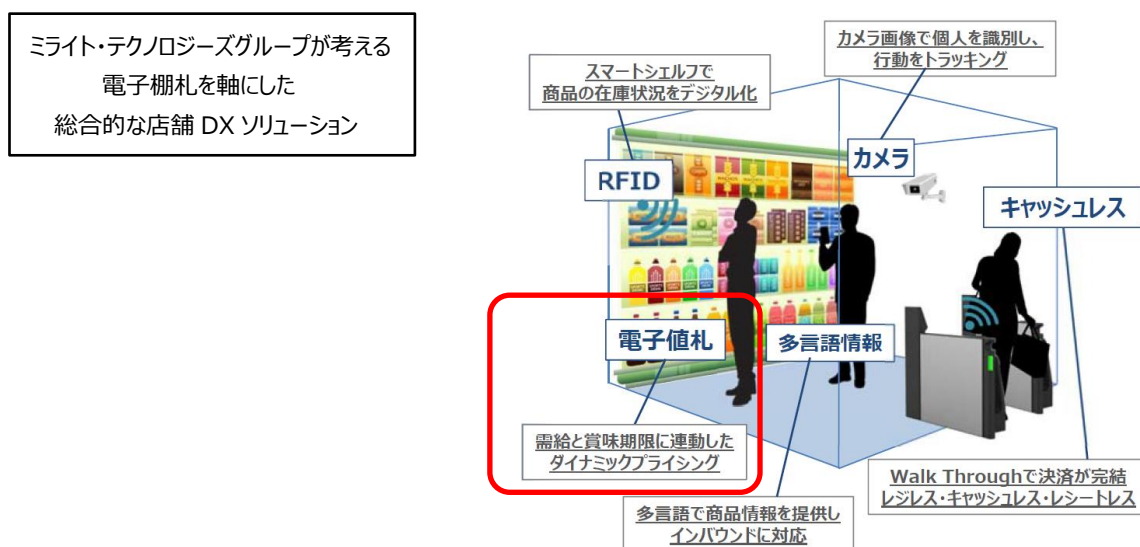 ミライト・テクノロジーズグループが考える
電子棚札を軸にした
総合的な店舗 DX ソリューション
カメラ画像で個人を識別し、
行動をトラッキング
スマートシェルフで
商品の在庫状況をデジタル化
カメラ
RFID
キャッシュレス
電子値札
多言語情報
需給と賞味期限に連動した
ダイナミックプライシング
Walk Throughで決済が完結
レジレス・キャッシュレス・レシートレス
多言語で商品情報を提供し
インバウンドに対応